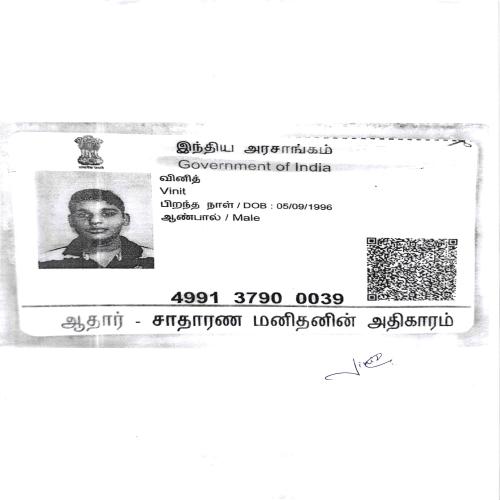 இந்திய அரசாங்கம்
Government of India
வினித்
Vinit
பிறந்த நாள் / DOB : 05/09/1996
ஆண்பால் / Male
4991 3790 0039
ஆதார் - சாதாரண மனிதனின் அதிகாரம்